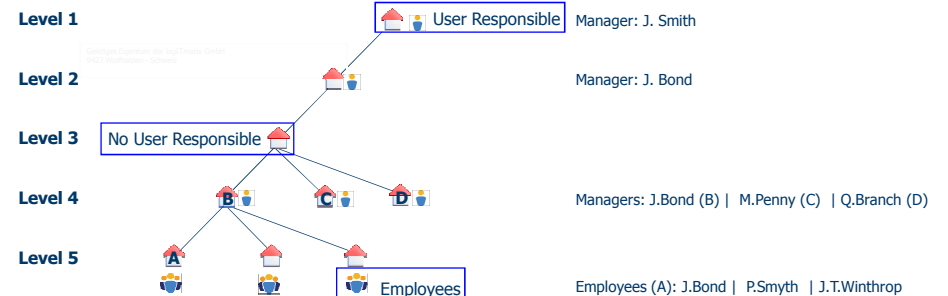 Level 1 User Responsible Manager: J. Smith
Level 2 Manager: J. Bond
Level 3 No User Responsible
Level 4 B C D Managers: J.Bond (B) | M.Penny (C) | Q.Branch (D)
Level 5 A
Employees Employees (A): J.Bond | P.Smyth | J.T.Winthrop